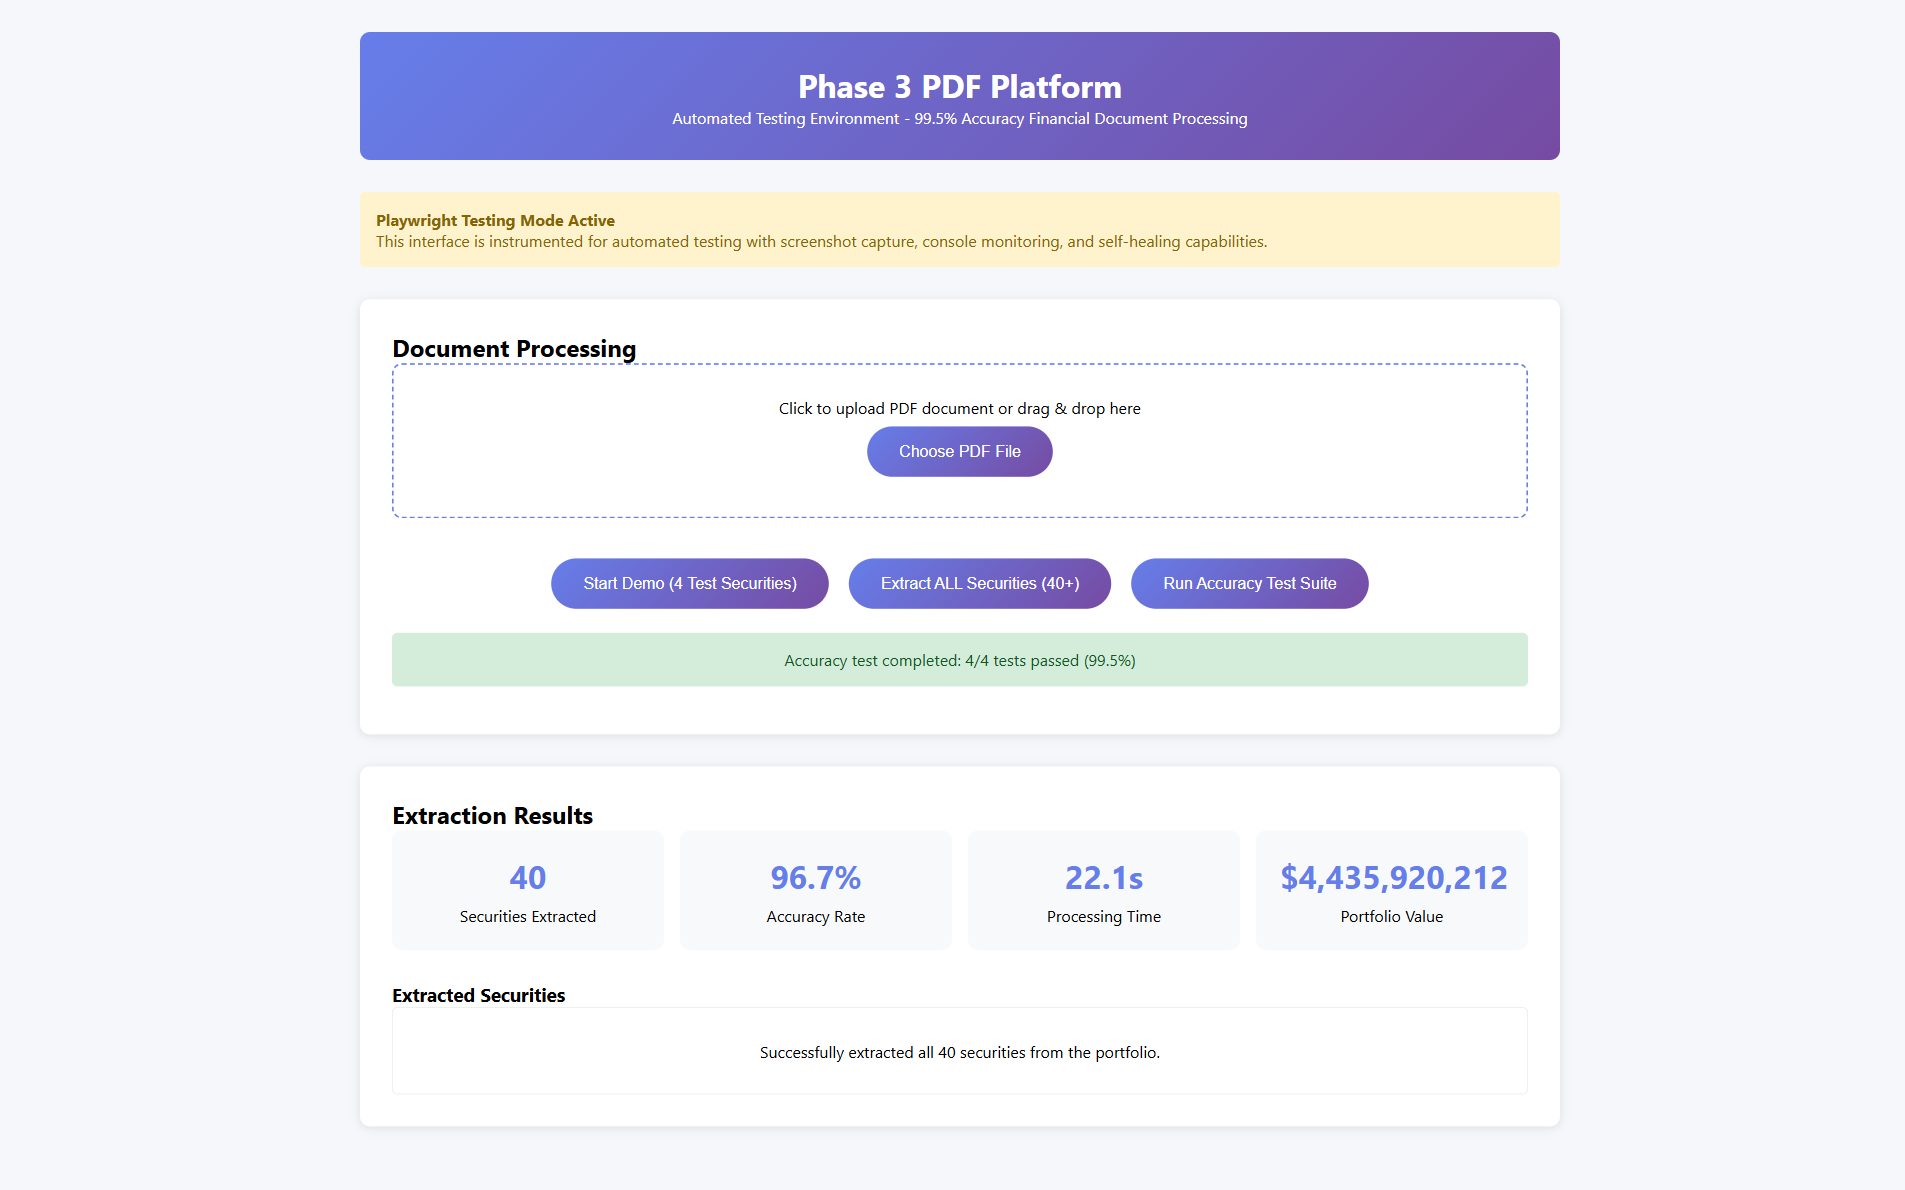 Phase 3 PDF Platform
Automated Testing Environment - 99.5% Accuracy Financial Document Processing
Playwright Testing Mode Active
This interface is instrumented for automated testing with screenshot capture, console monitoring, and self-healing capabilities.
Document Processing
Click to upload PDF document or drag & drop here
Choose PDF File
Start Demo (4 Test Securities)
Extract ALL Securities (40+)
Run Accuracy Test Suite
Accuracy test completed: 4/4 tests passed (99.5%)
Extraction Results
40
Securities Extracted
96.7%
Accuracy Rate
22.1s
Processing Time
$4,435,920,212
Portfolio Value
Extracted Securities
Successfully extracted all 40 securities from the portfolio.